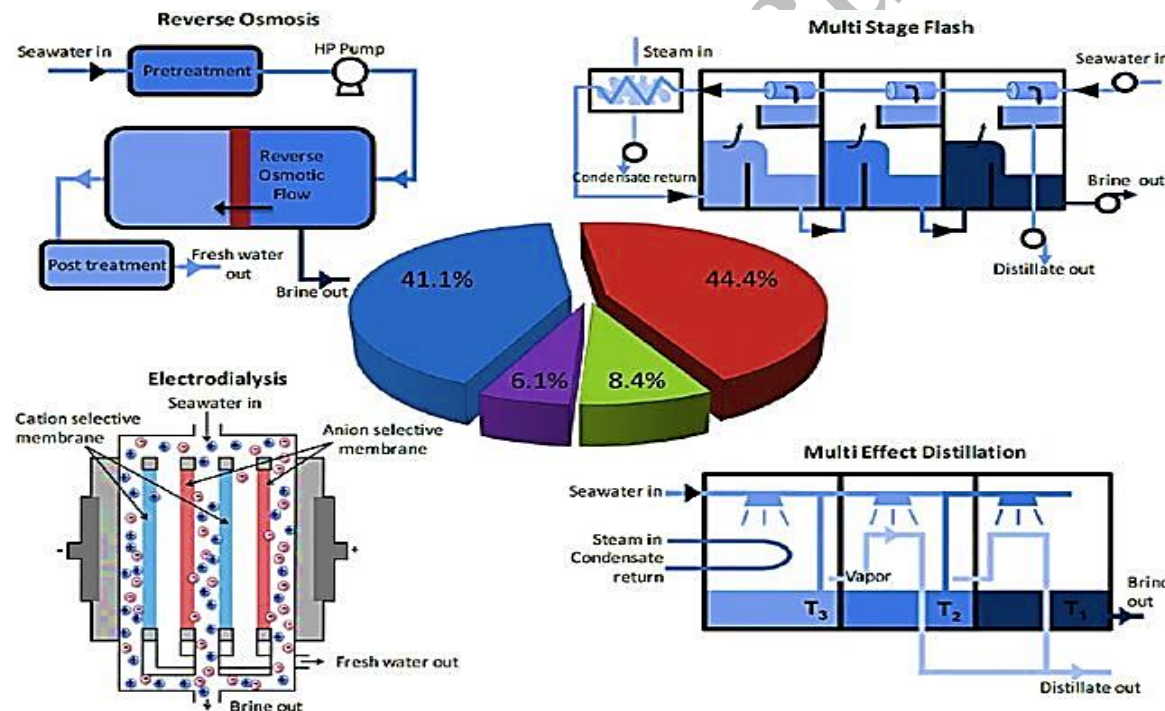 Reverse Osmosis
Seawater in
Pretreatment
HP Pump
Reverse
Osmotic
Flow
Post treatment
Fresh water
out
Brine out
Multi Stage Flash
Steam in
Seawater in
Condensate return
Brine out
Distillate out
41.1%
44.4%
6.1%
8.4%
Electrodialysis
Seawater in
Cation selective
membrane
Anion selective
membrane
-
+
Fresh water out
Brine out
Multi Effect Distillation
Seawater in
Steam in
Condensate
return
Vapor
T3
T2
T1
Brine
out
Distillate out